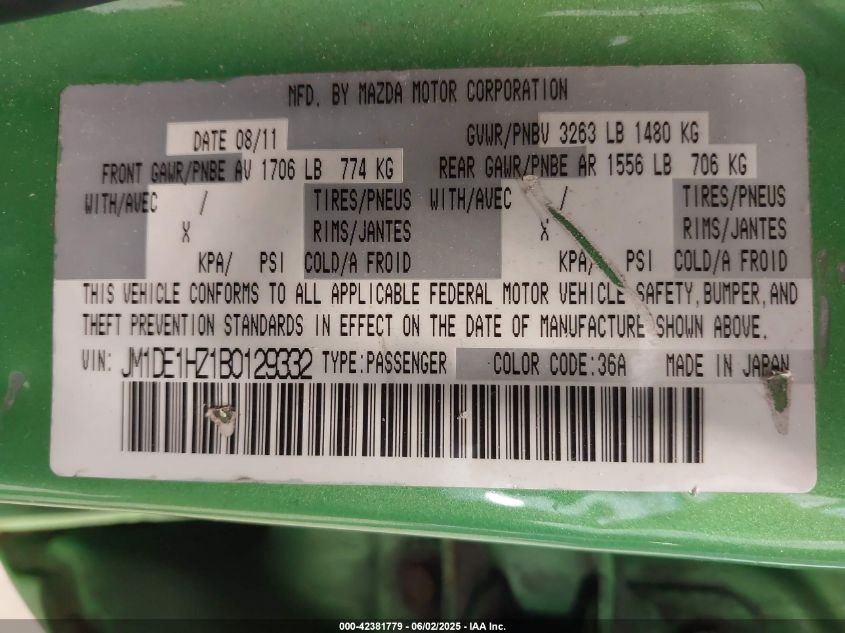 MFD. BY MAZDA MOTOR CORPORATION
DATE 08/11 GVWR/PNBV 3263 LB 1480 KG
FRONT GAWR/PNBE AV 1706 LB 774 KG REAR GAWR/PNBE AR 1556 LB 706 KG
WITH/AVEC / TIRES/PNEUS WITH/AVEC / TIRES/PNEUS
X RIMS/JANTES X RIMS/JANTES
KPA/ PSI COLD/A FROID KPA/ PSI COLD/A FROID
THIS VEHICLE CONFORMS TO ALL APPLICABLE FEDERAL MOTOR VEHICLE SAFETY, BUMPER, AND
THEFT PREVENTION STANDARDS IN EFFECT ON THE DATE OF MANUFACTURE SHOWN ABOVE.
VIN: JM1DE1HZ1B0129332 TYPE:PASSENGER COLOR CODE:36A MADE IN JAPAN
000-42381779 - 06/02/2025 - IAA Inc.